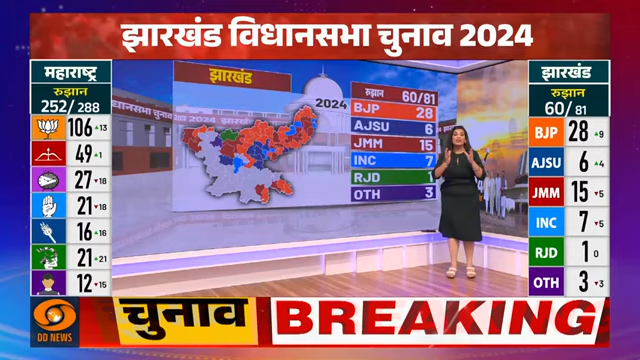 झारखंड विधानसभा चुनाव 2024
महाराष्ट्र
रुझान
252/288
106 ▲13
49 ▲1
27 ▼18
21 ▼18
16 ▲16
21 ▲21
12 ▼15
झारखंड
2024
रुझान 60/81
BJP 28
AJSU 6
JMM 15
INC 7
RJD 1
OTH 3
झारखंड
रुझान
60/81
BJP 28 ▲9
AJSU 6 ▲4
JMM 15 ▼5
INC 7 ▼5
RJD 1 0
OTH 3 ▼3
DD NEWS
चुनाव BREAKING